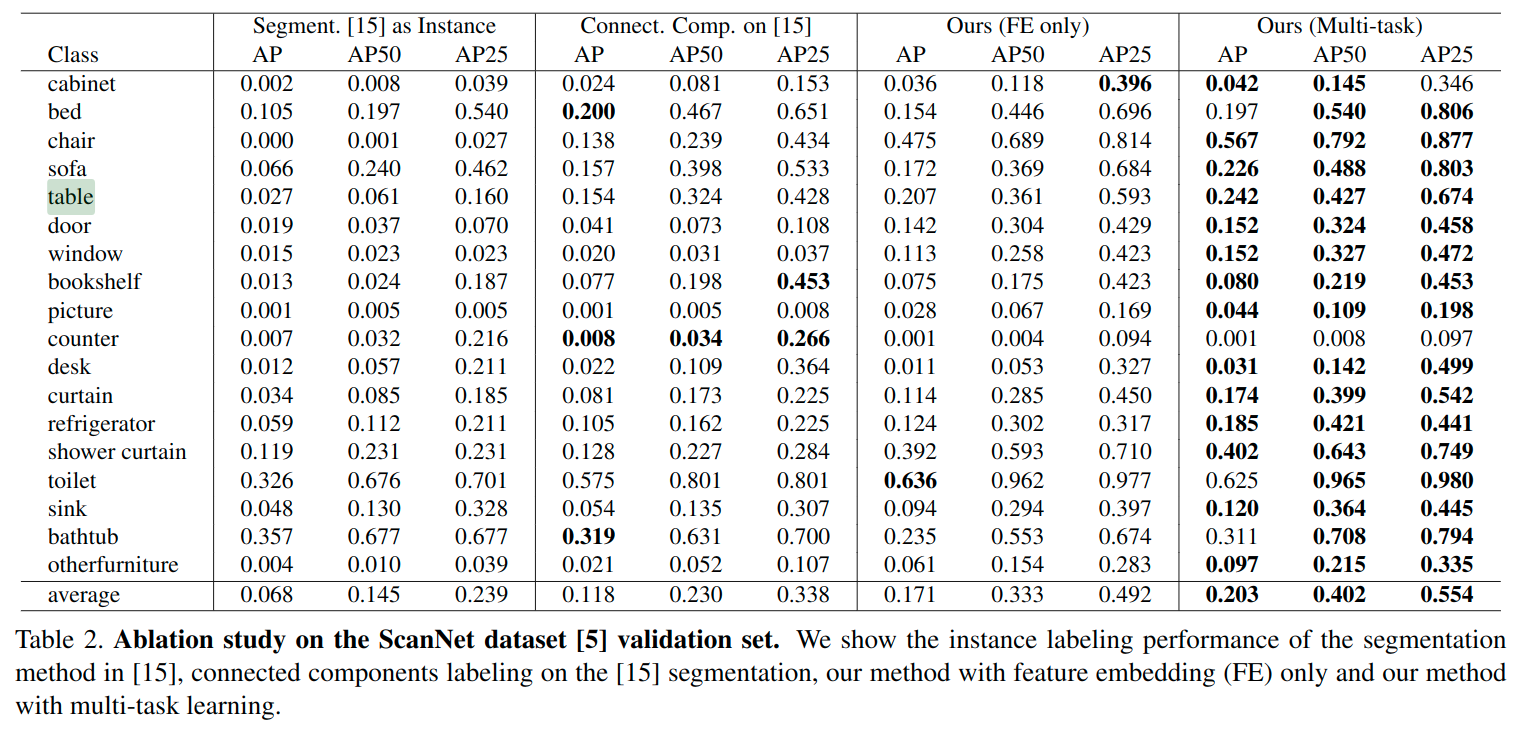 Segment. [15] as Instance Connect. Comp. on [15] Ours (FE only) Ours (Multi-task)
Class AP AP50 AP25 AP AP50 AP25 AP AP50 AP25 AP AP50 AP25
cabinet 0.002 0.008 0.039 0.024 0.081 0.153 0.036 0.118 0.396 0.042 0.145 0.346
bed 0.105 0.197 0.540 0.200 0.467 0.651 0.154 0.446 0.696 0.197 0.540 0.806
chair 0.000 0.001 0.027 0.138 0.239 0.434 0.475 0.689 0.814 0.567 0.792 0.877
sofa 0.066 0.240 0.462 0.157 0.398 0.533 0.172 0.369 0.684 0.226 0.488 0.803
table 0.027 0.061 0.160 0.154 0.324 0.428 0.207 0.361 0.593 0.242 0.427 0.674
door 0.019 0.037 0.070 0.041 0.073 0.108 0.142 0.304 0.429 0.152 0.324 0.458
window 0.015 0.023 0.023 0.020 0.031 0.037 0.113 0.258 0.423 0.152 0.327 0.472
bookshelf 0.013 0.024 0.187 0.077 0.198 0.453 0.075 0.175 0.423 0.080 0.219 0.453
picture 0.001 0.005 0.005 0.001 0.005 0.008 0.028 0.067 0.169 0.044 0.109 0.198
counter 0.007 0.032 0.216 0.008 0.034 0.266 0.001 0.004 0.094 0.001 0.008 0.097
desk 0.012 0.057 0.211 0.022 0.109 0.364 0.011 0.053 0.327 0.031 0.142 0.499
curtain 0.034 0.085 0.185 0.081 0.173 0.225 0.114 0.285 0.450 0.174 0.399 0.542
refrigerator 0.059 0.112 0.211 0.105 0.162 0.225 0.124 0.302 0.317 0.185 0.421 0.441
shower curtain 0.119 0.231 0.231 0.128 0.227 0.284 0.392 0.593 0.710 0.402 0.643 0.749
toilet 0.326 0.676 0.701 0.575 0.801 0.801 0.636 0.962 0.977 0.625 0.965 0.980
sink 0.048 0.130 0.328 0.054 0.135 0.307 0.094 0.294 0.397 0.120 0.364 0.445
bathtub 0.357 0.677 0.677 0.319 0.631 0.700 0.235 0.553 0.674 0.311 0.708 0.794
otherfurniture 0.004 0.010 0.039 0.021 0.052 0.107 0.061 0.154 0.283 0.097 0.215 0.335
average 0.068 0.145 0.239 0.118 0.230 0.338 0.171 0.333 0.492 0.203 0.402 0.554
Table 2. Ablation study on the ScanNet dataset [5] validation set. We show the instance labeling performance of the segmentation
method in [15], connected components labeling on the [15] segmentation, our method with feature embedding (FE) only and our method
with multi-task learning.